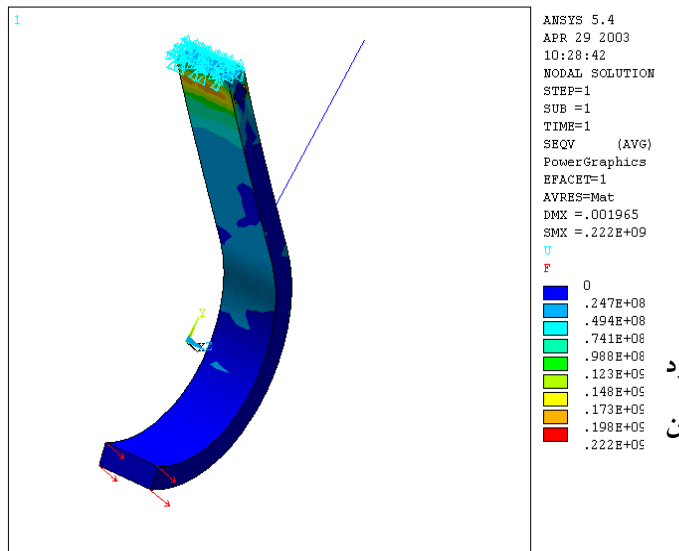 1
ANSYS 5.4
APR 29 2003
10:28:42
NODAL SOLUTION
STEP=1
SUB =1
TIME=1
SEQV (AVG)
PowerGraphics
EFACET=1
AVRES=Mat
DMX =.001965
SMX =.222E+09
U
F
0
.247E+08
.494E+08
.741E+08
.988E+08
.123E+09
.148E+09
.173E+09
.198E+09
.222E+09
Y
X
Z